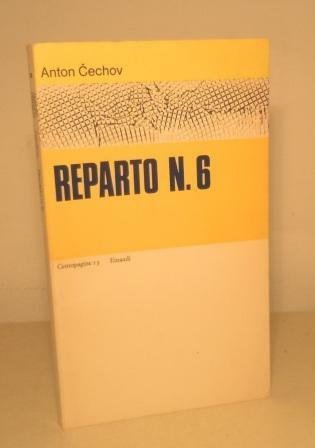 Anton Čechov
REPARTO N. 6
Centopagine 13 Einaudi